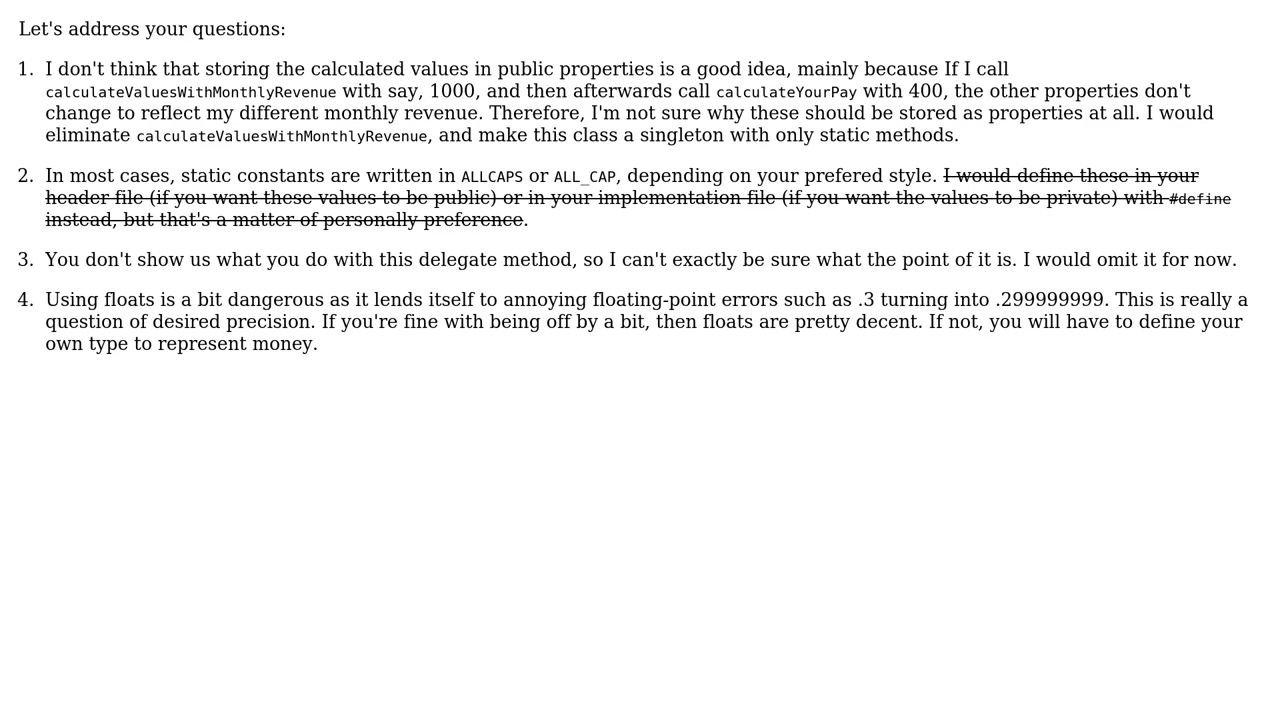 Let's address your questions:
1. I don't think that storing the calculated values in public properties is a good idea, mainly because If I call
calculateValuesWithMonthlyRevenue with say, 1000, and then afterwards call calculateYourPay with 400, the other properties don't
change to reflect my different monthly revenue. Therefore, I'm not sure why these should be stored as properties at all. I would
eliminate calculateValuesWithMonthlyRevenue, and make this class a singleton with only static methods.
2. In most cases, static constants are written in ALLCAPS or ALL_CAP, depending on your prefered style. I would define these in your
header file (if you want these values to be public) or in your implementation file (if you want the values to be private) with #define
instead, but that's a matter of personally preference.
3. You don't show us what you do with this delegate method, so I can't exactly be sure what the point of it is. I would omit it for now.
4. Using floats is a bit dangerous as it lends itself to annoying floating-point errors such as .3 turning into .299999999. This is really a
question of desired precision. If you're fine with being off by a bit, then floats are pretty decent. If not, you will have to define your
own type to represent money.